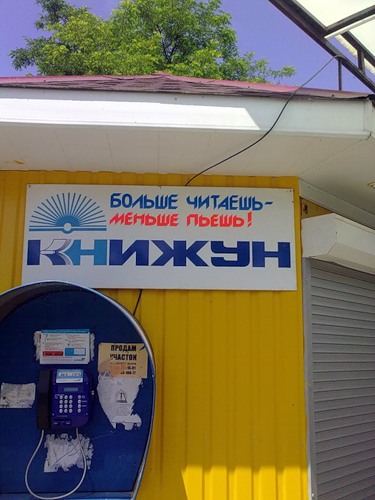 БОЛЬШЕ ЧИТАЕШЬ-
МЕНЬШЕ ПЬЕШЬ!
КНИЖУН
ПРОДАМ
УЧАСТОК